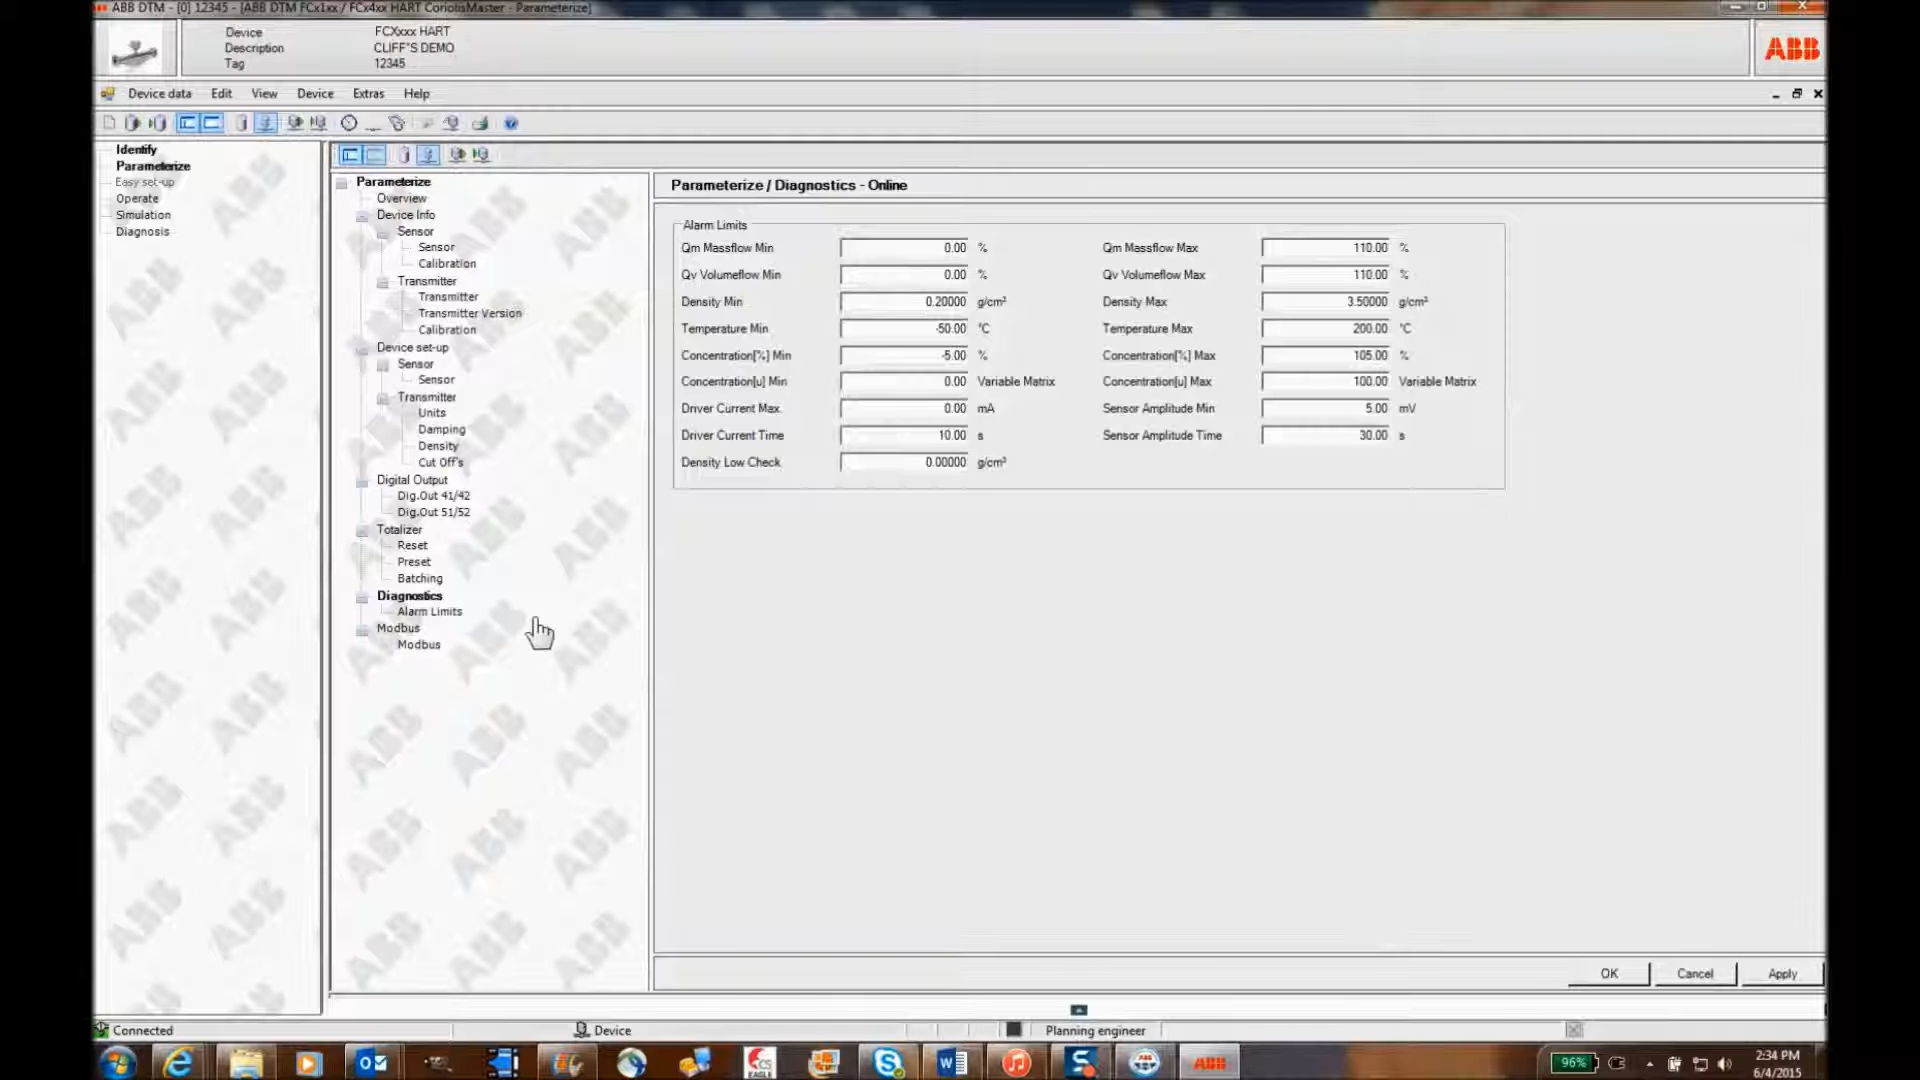 ABB DTM - [0] 12345 - [ABB DTM FCx1xx / FCx4xx HART CoriolisMaster - Parameterize]
Device FCXxxx HART
Description CLIFF'S DEMO
Tag 12345
ABB
Device data Edit View Device Extras Help
Identify
Parameterize
Easy set-up
Operate
Simulation
Diagnosis
Parameterize
Overview
Device Info
Sensor
Sensor
Calibration
Transmitter
Transmitter
Transmitter Version
Calibration
Device set-up
Sensor
Sensor
Transmitter
Units
Damping
Density
Cut Off's
Digital Output
Dig.Out 41/42
Dig.Out 51/52
Totalizer
Reset
Preset
Batching
Diagnostics
Alarm Limits
Modbus
Modbus
Parameterize / Diagnostics - Online
Alarm Limits
Qm Massflow Min 0.00 % Qm Massflow Max 110.00 %
Qv Volumeflow Min 0.00 % Qv Volumeflow Max 110.00 %
Density Min 0.20000 g/cm³ Density Max 3.50000 g/cm³
Temperature Min -50.00 °C Temperature Max 200.00 °C
Concentration[%] Min -5.00 % Concentration[%] Max 105.00 %
Concentration[u] Min 0.00 Variable Matrix Concentration[u] Max 100.00 Variable Matrix
Driver Current Max. 0.00 mA Sensor Amplitude Min 5.00 mV
Driver Current Time 10.00 s Sensor Amplitude Time 30.00 s
Density Low Check 0.00000 g/cm³
OK Cancel Apply
Connected Device Planning engineer
96% 2:34 PM
6/4/2015